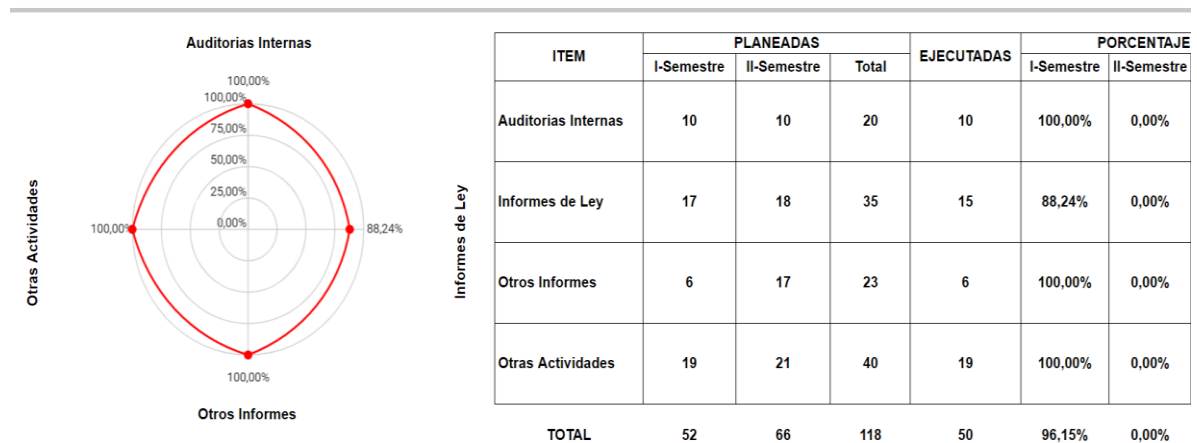 Auditorias Internas
100,00%
100,00%
75,00%
50,00%
25,00%
0,00%
100,00%
88,24%
100,00%
Otras Actividades
Informes de Ley
Otros Informes
ITEM PLANEADAS EJECUTADAS PORCENTAJE
I-Semestre II-Semestre Total I-Semestre II-Semestre
Auditorias Internas 10 10 20 10 100,00% 0,00%
Informes de Ley 17 18 35 15 88,24% 0,00%
Otros Informes 6 17 23 6 100,00% 0,00%
Otras Actividades 19 21 40 19 100,00% 0,00%
TOTAL 52 66 118 50 96,15% 0,00%